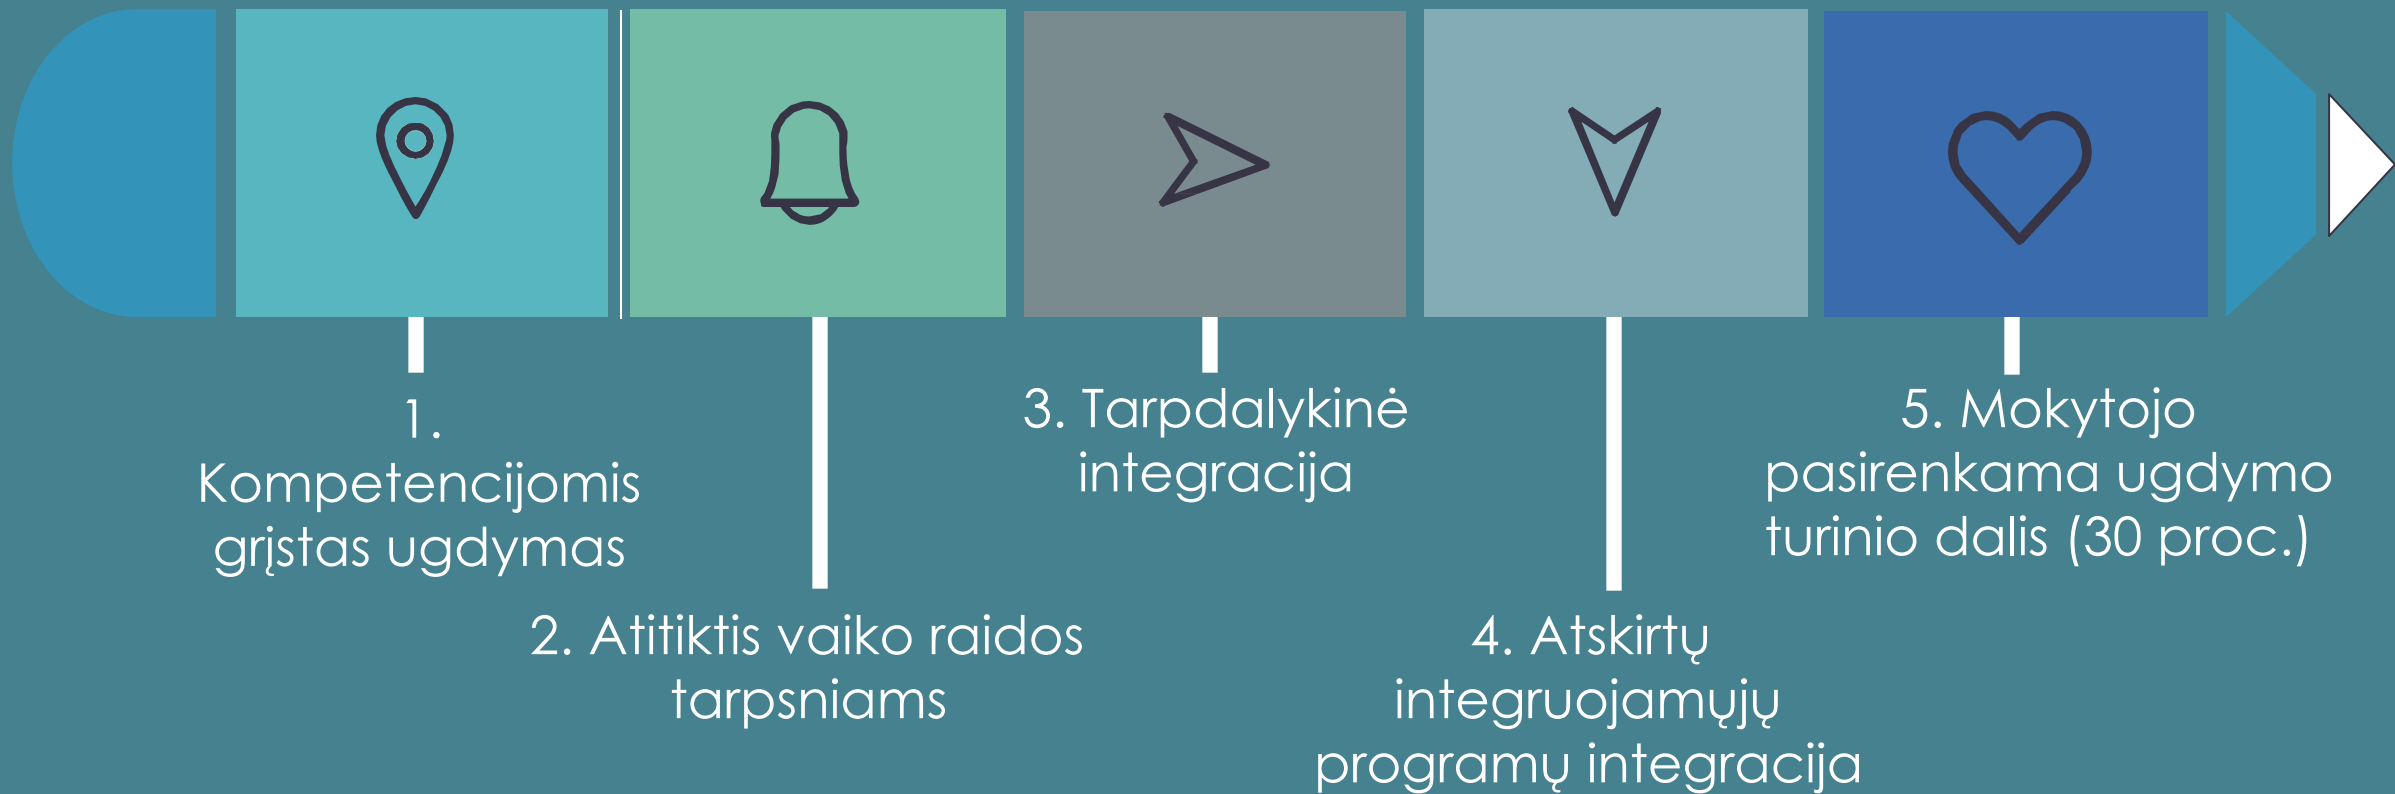 1.
Kompetencijomis
grįstas ugdymas
2. Atitiktis vaiko raidos
tarpsniams
3. Tarpdalykinė
integracija
4. Atskirtų
integruojamųjų
programų integracija
5. Mokytojo
pasirenkama ugdymo
turinio dalis (30 proc.)